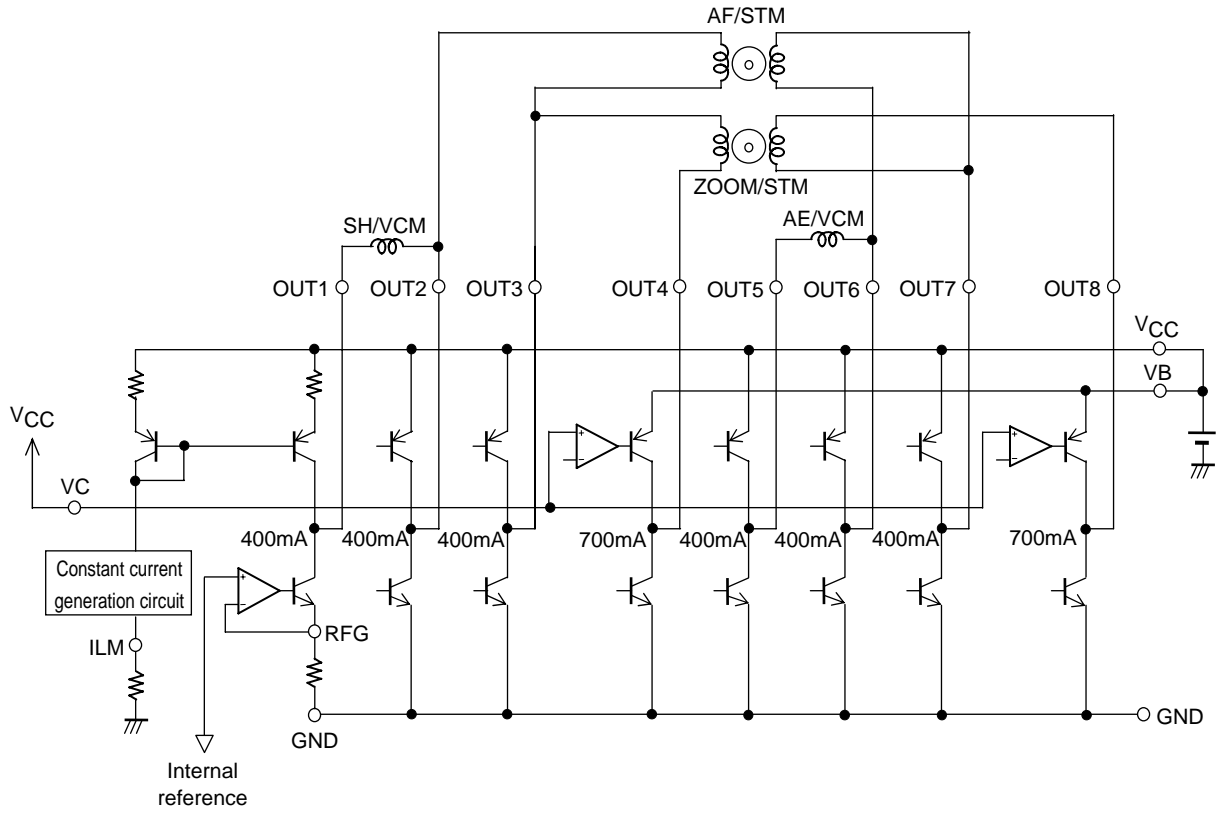 AF/STM
ZOOM/STM
SH/VCM
AE/VCM
OUT1
OUT2
OUT3
OUT4
OUT5
OUT6
OUT7
OUT8
VCC
VB
VCC
VC
+
-
+
-
400mA
400mA
400mA
700mA
400mA
400mA
400mA
700mA
Constant current
generation circuit
+
-
RFG
ILM
GND
GND
Internal
reference